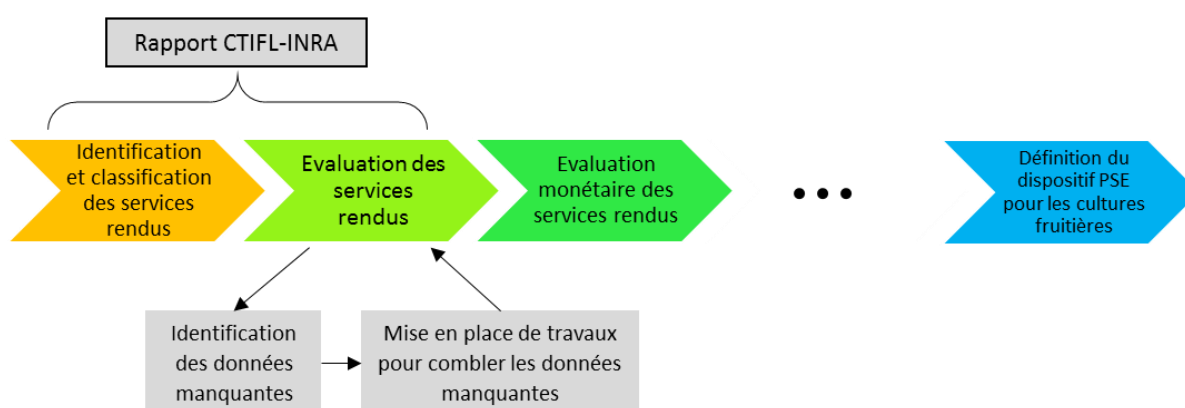 Rapport CTIFL-INRA
Identification
et classification
des services
rendus
Evaluation des
services
rendus
Evaluation
monétaire des
services rendus
•••
Définition du
dispositif PSE
pour les cultures
fruitières
Identification
des données
manquantes
Mise en place de travaux
pour combler les données
manquantes